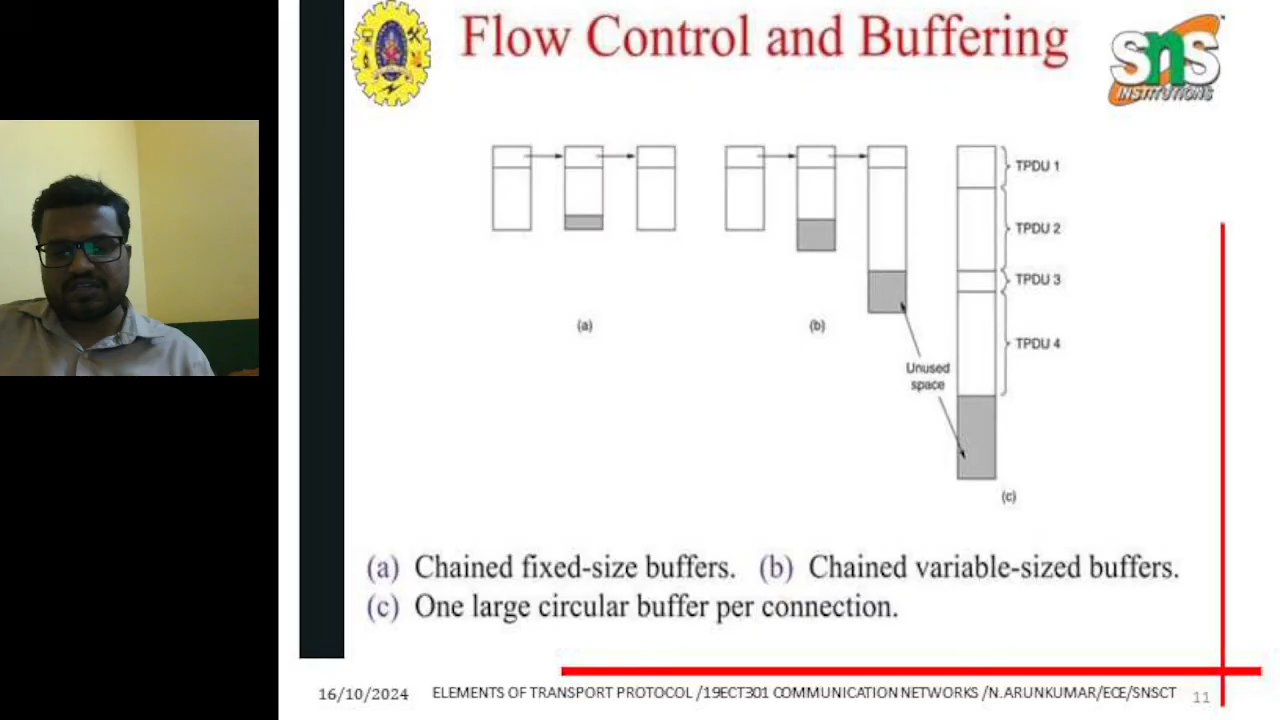 Flow Control and Buffering
SNS
INSTITUTIONS
TPDU 1
TPDU 2
TPDU 3
TPDU 4
(a)
(b)
Unused
space
(c)
(a) Chained fixed-size buffers. (b) Chained variable-sized buffers.
(c) One large circular buffer per connection.
16/10/2024 ELEMENTS OF TRANSPORT PROTOCOL /19ECT301 COMMUNICATION NETWORKS /N.ARUNKUMAR/ECE/SNSCT 11